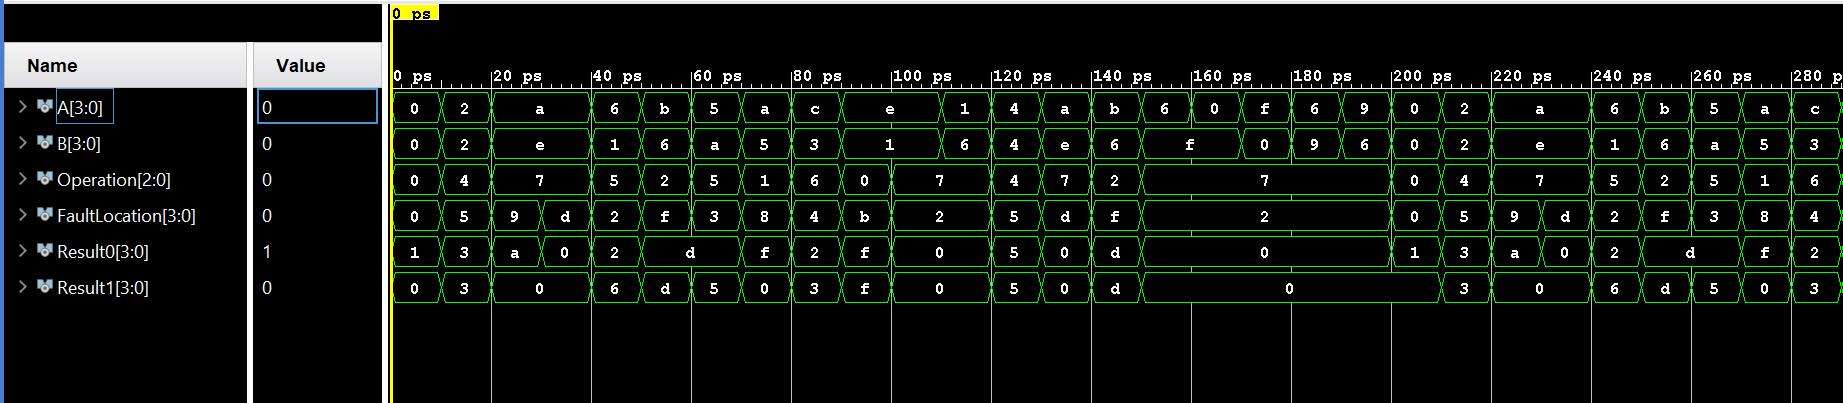 0 ps
Name Value
0 ps 20 ps 40 ps 60 ps 80 ps 100 ps 120 ps 140 ps 160 ps 180 ps 200 ps 220 ps 240 ps 260 ps 280 p
A[3:0] 0 0 2 a 6 b 5 a c e 1 4 a b 6 0 f 6 9 0 2 a 6 b 5 a c
B[3:0] 0 0 2 e 1 6 a 5 3 1 6 4 e 6 f 0 9 6 0 2 e 1 6 a 5 3
Operation[2:0] 0 0 4 7 5 2 5 1 6 0 7 4 7 2 7 0 4 7 5 2 5 1 6
FaultLocation[3:0] 0 0 5 9 d 2 f 3 8 4 b 2 5 d f 2 0 5 9 d 2 f 3 8 4
Result0[3:0] 1 1 3 a 0 2 d f 2 f 0 5 0 d 0 1 3 a 0 2 d f 2
Result1[3:0] 0 0 3 0 6 d 5 0 3 f 0 5 0 d 0 3 0 6 d 5 0 3